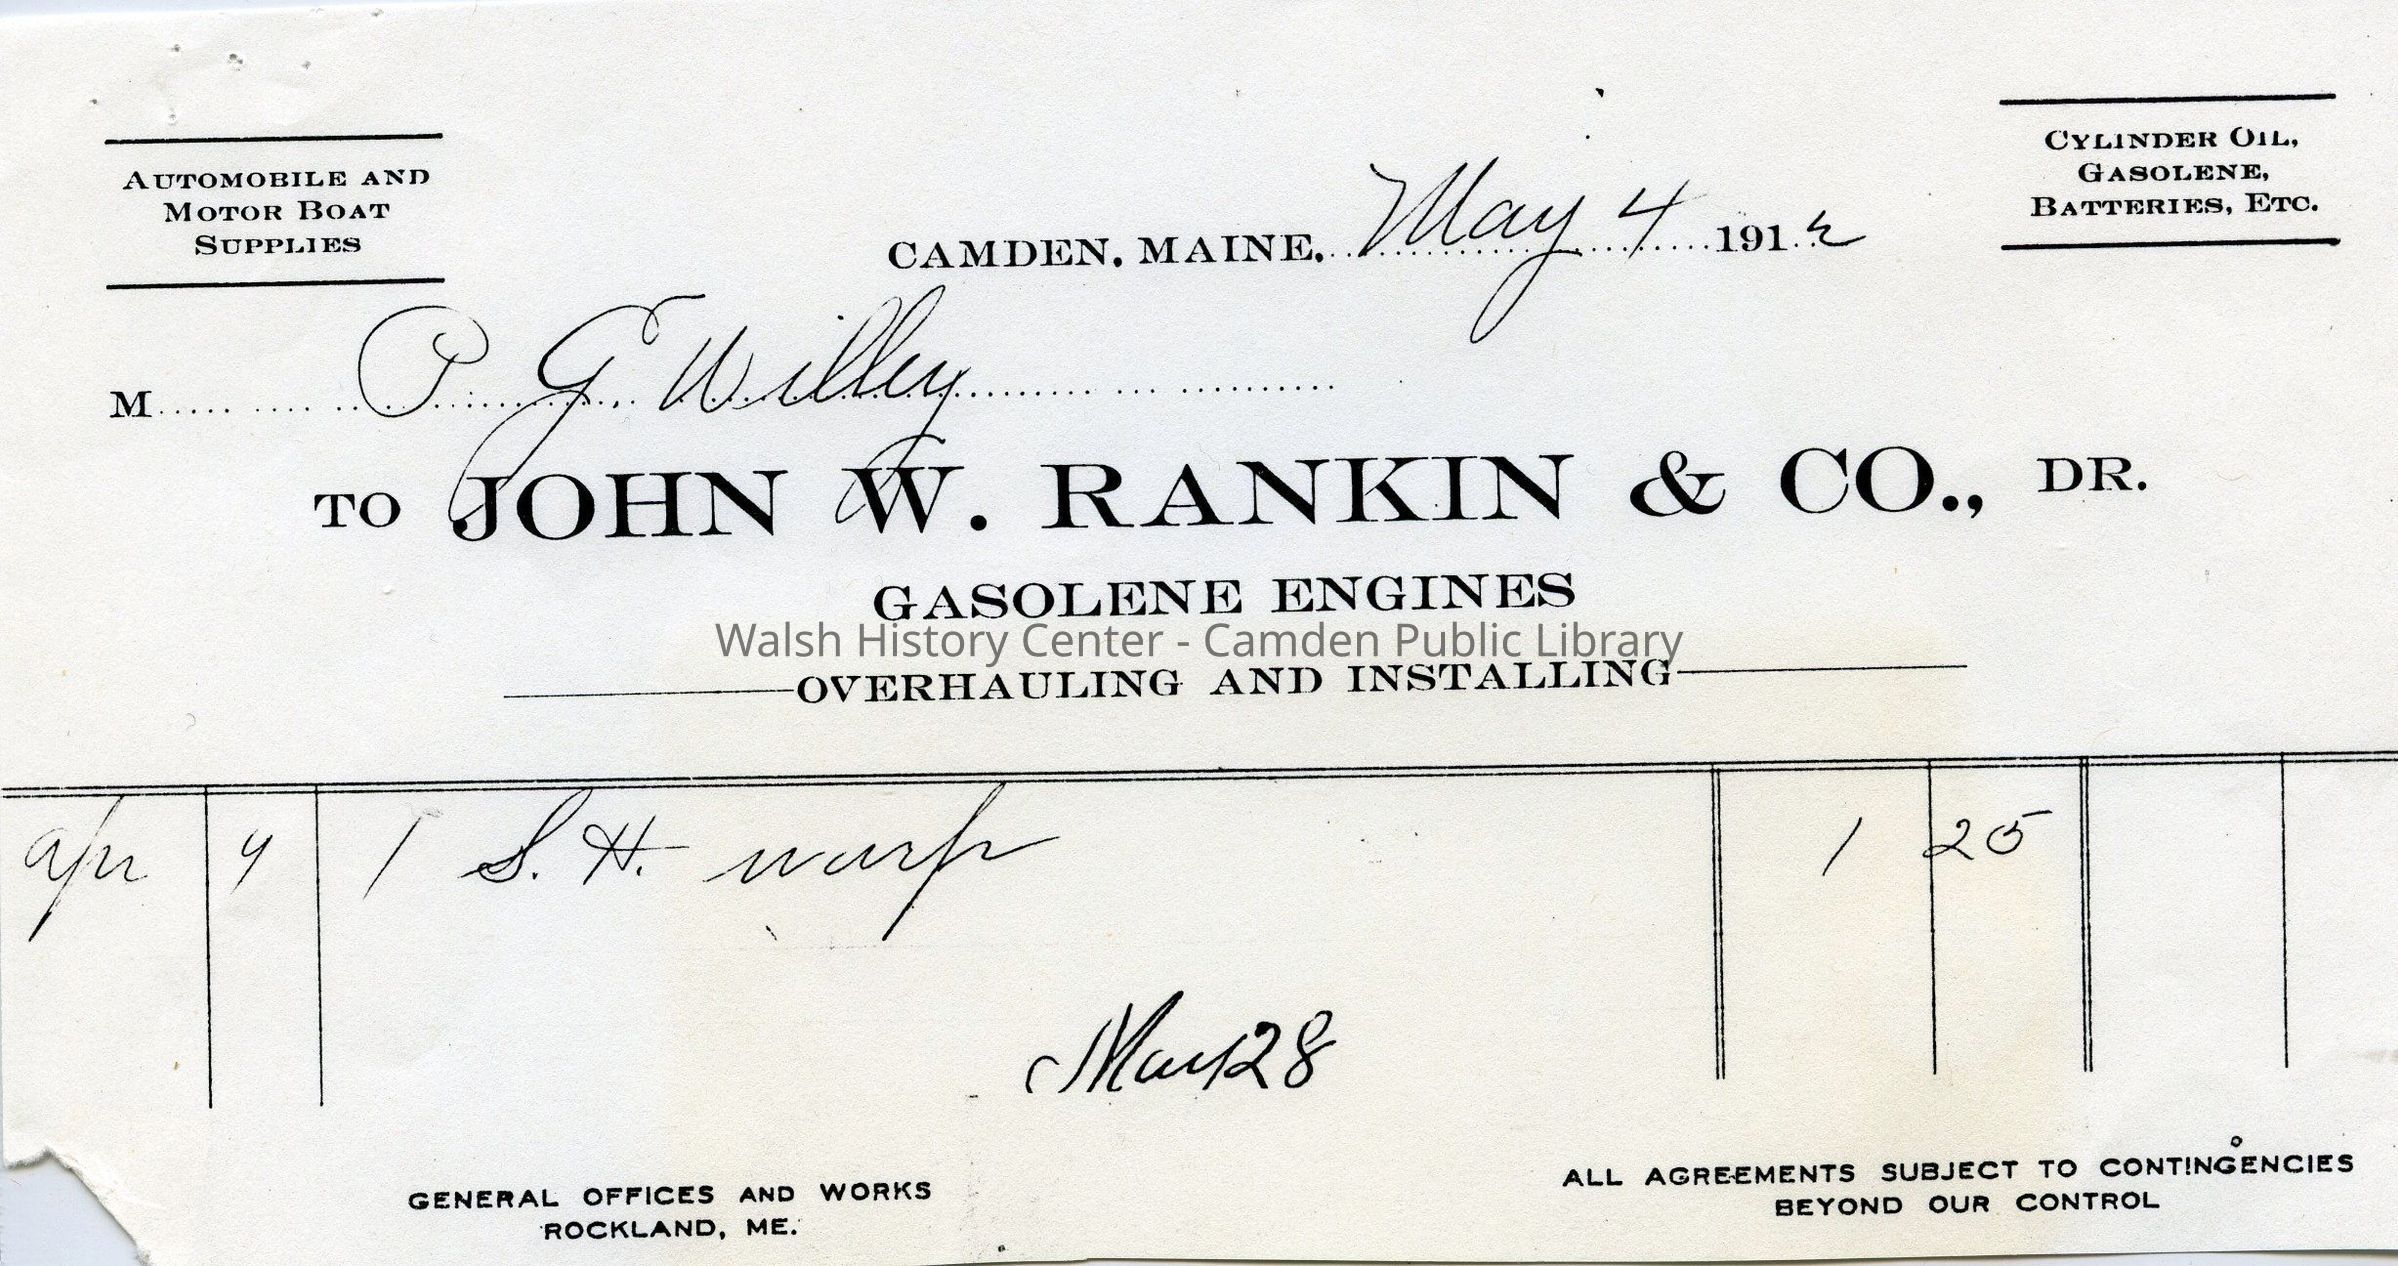 AUTOMOBILE AND
MOTOR BOAT
SUPPLIES
CYLINDER OIL,
GASOLENE,
BATTERIES, ETC.
CAMDEN, MAINE, May 4 1912
M P. G. Willey
TO JOHN W. RANKIN & CO., DR.
GASOLENE ENGINES
Walsh History Center - Camden Public Library
OVERHAULING AND INSTALLING
Apr 4 1 S. H. warp 1 25
May 28
GENERAL OFFICES AND WORKS
ROCKLAND, ME.
ALL AGREEMENTS SUBJECT TO CONTINGENCIES
BEYOND OUR CONTROL